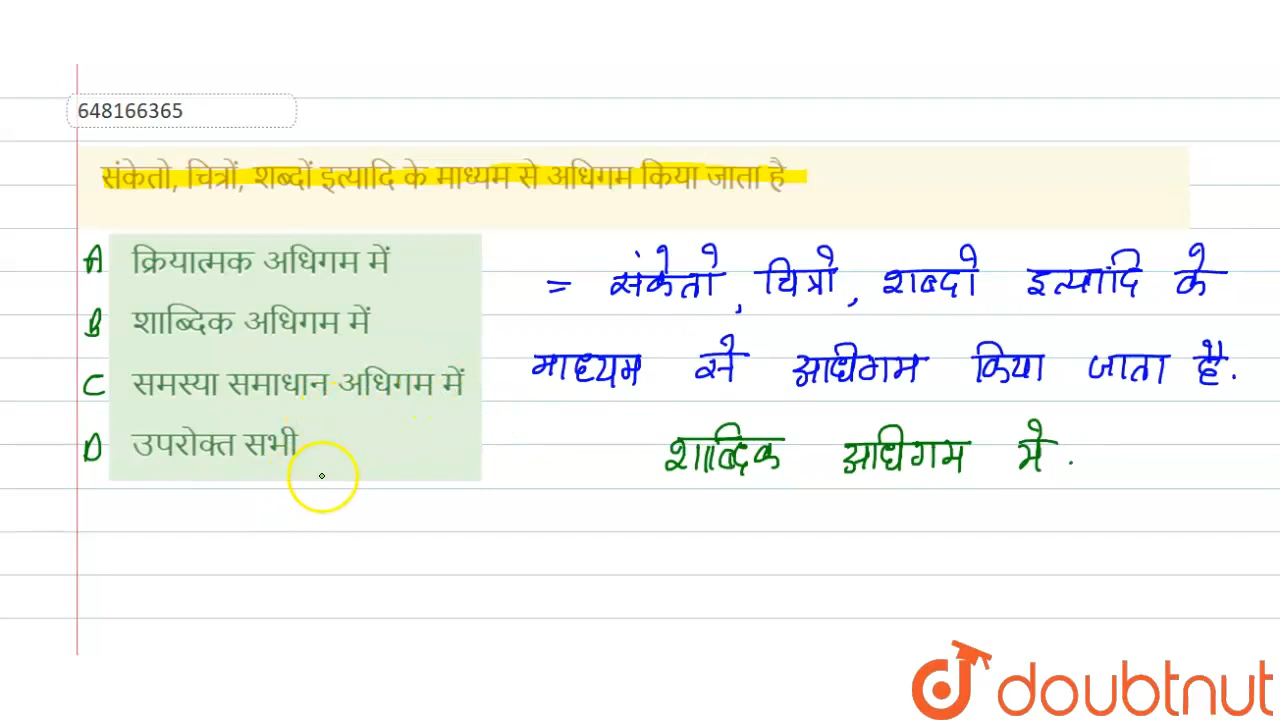 648166365
संकेतो, चित्रों, शब्दों इत्यादि के माध्यम से अधिगम किया जाता है
A क्रियात्मक अधिगम में
B शाब्दिक अधिगम में
C समस्या समाधान अधिगम में
D उपरोक्त सभी
= संकेतो, चित्रो, शब्दो इत्यादि के
माध्यम से अधिगम किया जाता है.
शाब्दिक अधिगम मे.
doubtnut